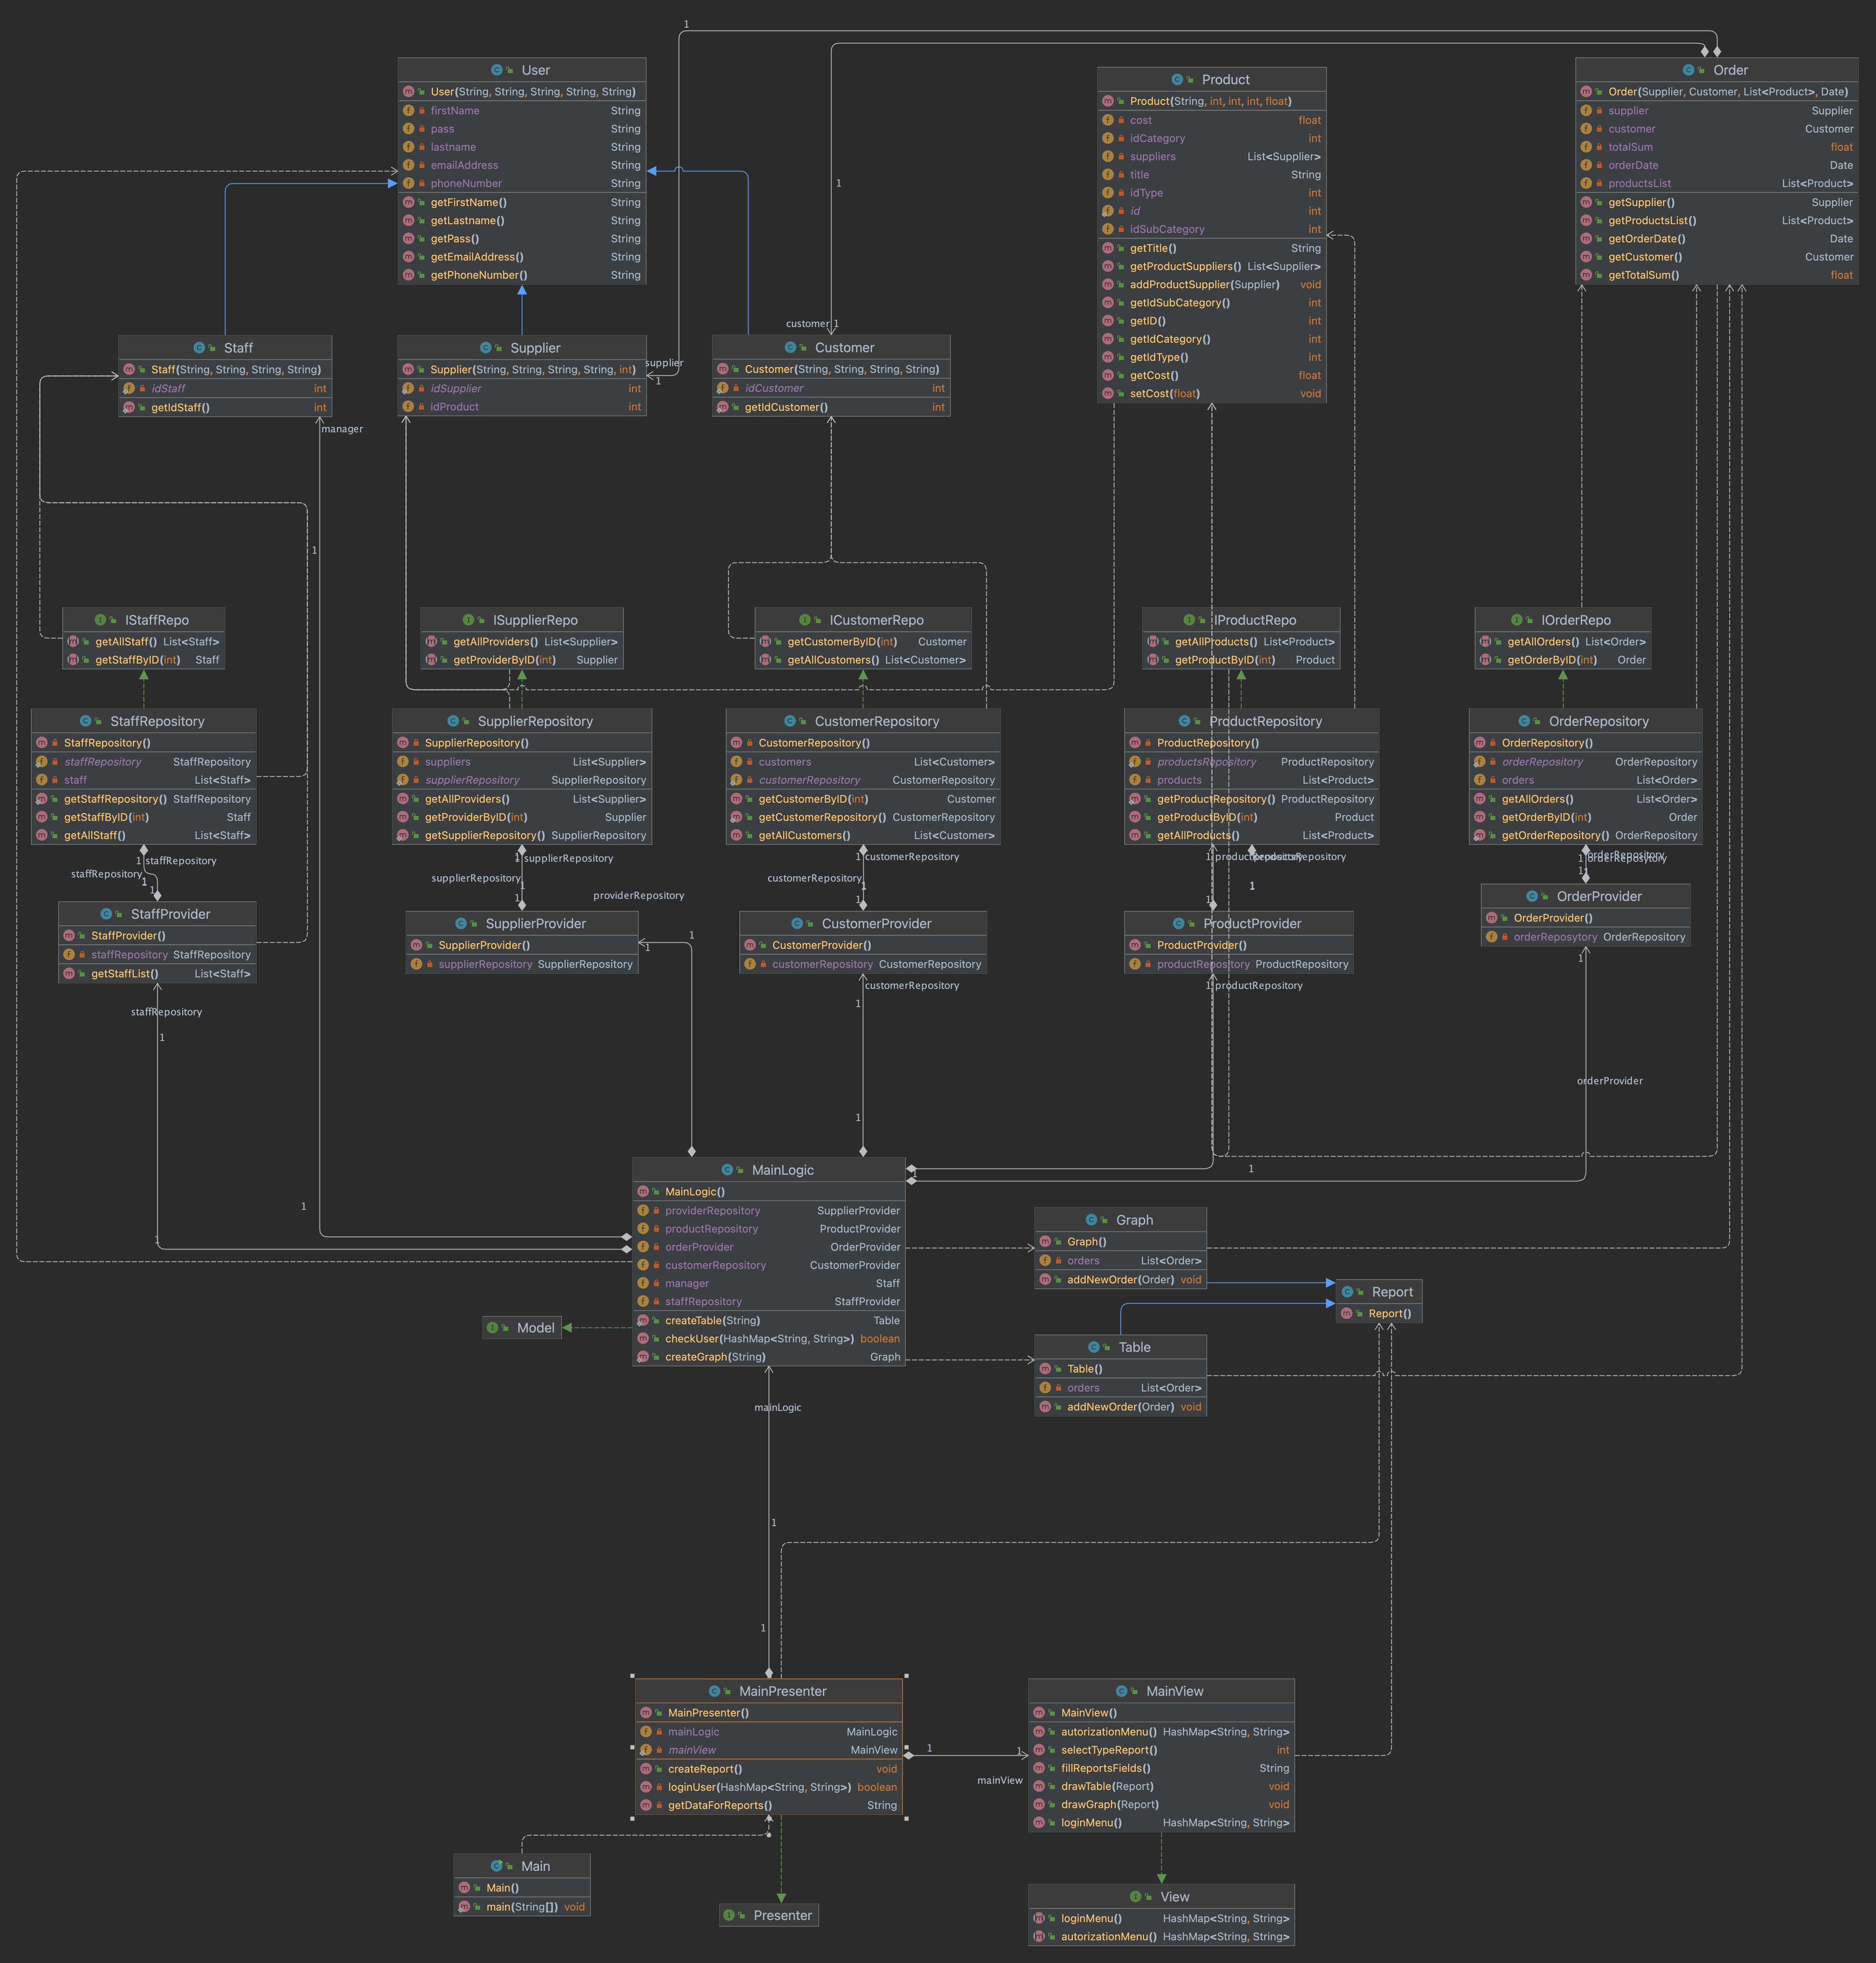 1
User
User(String, String, String, String, String)
firstName String
pass String
lastname String
emailAddress String
phoneNumber String
getFirstName() String
getLastname() String
getPass() String
getEmailAddress() String
getPhoneNumber() String
Product
Product(String, int, int, int, float)
cost float
idCategory int
suppliers List<Supplier>
title String
idType int
id int
idSubCategory int
getTitle() String
getProductSuppliers() List<Supplier>
addProductSupplier(Supplier) void
getIdSubCategory() int
getID() int
getIdCategory() int
getIdType() int
getCost() float
setCost(float) void
Order
Order(Supplier, Customer, List<Product>, Date)
supplier Supplier
customer Customer
totalSum float
orderDate Date
productsList List<Product>
getSupplier() Supplier
getProductsList() List<Product>
getOrderDate() Date
getCustomer() Customer
getTotalSum() float
1
customer 1
Staff
Staff(String, String, String, String)
idStaff int
getIdStaff() int
manager
Supplier
Supplier(String, String, String, String, int)
idSupplier int
idProduct int
supplier
1
Customer
Customer(String, String, String, String)
idCustomer int
getIdCustomer() int
1
IStaffRepo
getAllStaff() List<Staff>
getStaffByID(int) Staff
ISupplierRepo
getAllProviders() List<Supplier>
getProviderByID(int) Supplier
ICustomerRepo
getCustomerByID(int) Customer
getAllCustomers() List<Customer>
IProductRepo
getAllProducts() List<Product>
getProductByID(int) Product
IOrderRepo
getAllOrders() List<Order>
getOrderByID(int) Order
StaffRepository
StaffRepository()
staffRepository StaffRepository
staff List<Staff>
getStaffRepository() StaffRepository
getStaffByID(int) Staff
getAllStaff() List<Staff>
SupplierRepository
SupplierRepository()
suppliers List<Supplier>
supplierRepository SupplierRepository
getAllProviders() List<Supplier>
getProviderByID(int) Supplier
getSupplierRepository() SupplierRepository
CustomerRepository
CustomerRepository()
customers List<Customer>
customerRepository CustomerRepository
getCustomerByID(int) Customer
getCustomerRepository() CustomerRepository
getAllCustomers() List<Customer>
ProductRepository
ProductRepository()
productsRepository ProductRepository
products List<Product>
getProductRepository() ProductRepository
getProductByID(int) Product
getAllProducts() List<Product>
OrderRepository
OrderRepository()
orderRepository OrderRepository
orders List<Order>
getAllOrders() List<Order>
getOrderByID(int) Order
getOrderRepository() OrderRepository
1 staffRepository
staffRepository
1
1
1 supplierRepository
supplierRepository
1
1
providerRepository
1 customerRepository
customerRepository
1
1
1
1
1
1
StaffProvider
StaffProvider()
staffRepository StaffRepository
getStaffList() List<Staff>
SupplierProvider
SupplierProvider()
supplierRepository SupplierRepository
1
1
CustomerProvider
CustomerProvider()
customerRepository CustomerRepository
ProductProvider
ProductProvider()
productRepository ProductRepository
OrderProvider
OrderProvider()
orderReposytory OrderRepository
1
staffRepository
1
customerRepository
1
1 productRepository
orderProvider
1
1
1
1
1
MainLogic
MainLogic()
providerRepository SupplierProvider
productRepository ProductProvider
orderProvider OrderProvider
customerRepository CustomerProvider
manager Staff
staffRepository StaffProvider
createTable(String) Table
checkUser(HashMap<String, String>) boolean
createGraph(String) Graph
Graph
Graph()
orders List<Order>
addNewOrder(Order) void
Report
Report()
Model
Table
Table()
orders List<Order>
addNewOrder(Order) void
mainLogic
1
1
MainPresenter
MainPresenter()
mainLogic MainLogic
mainView MainView
createReport() void
loginUser(HashMap<String, String>) boolean
getDataForReports() String
1
1
mainView
MainView
MainView()
autorizationMenu() HashMap<String, String>
selectTypeReport() int
fillReportsFields() String
drawTable(Report) void
drawGraph(Report) void
loginMenu() HashMap<String, String>
Main
Main()
main(String[]) void
Presenter
View
loginMenu() HashMap<String, String>
autorizationMenu() HashMap<String, String>